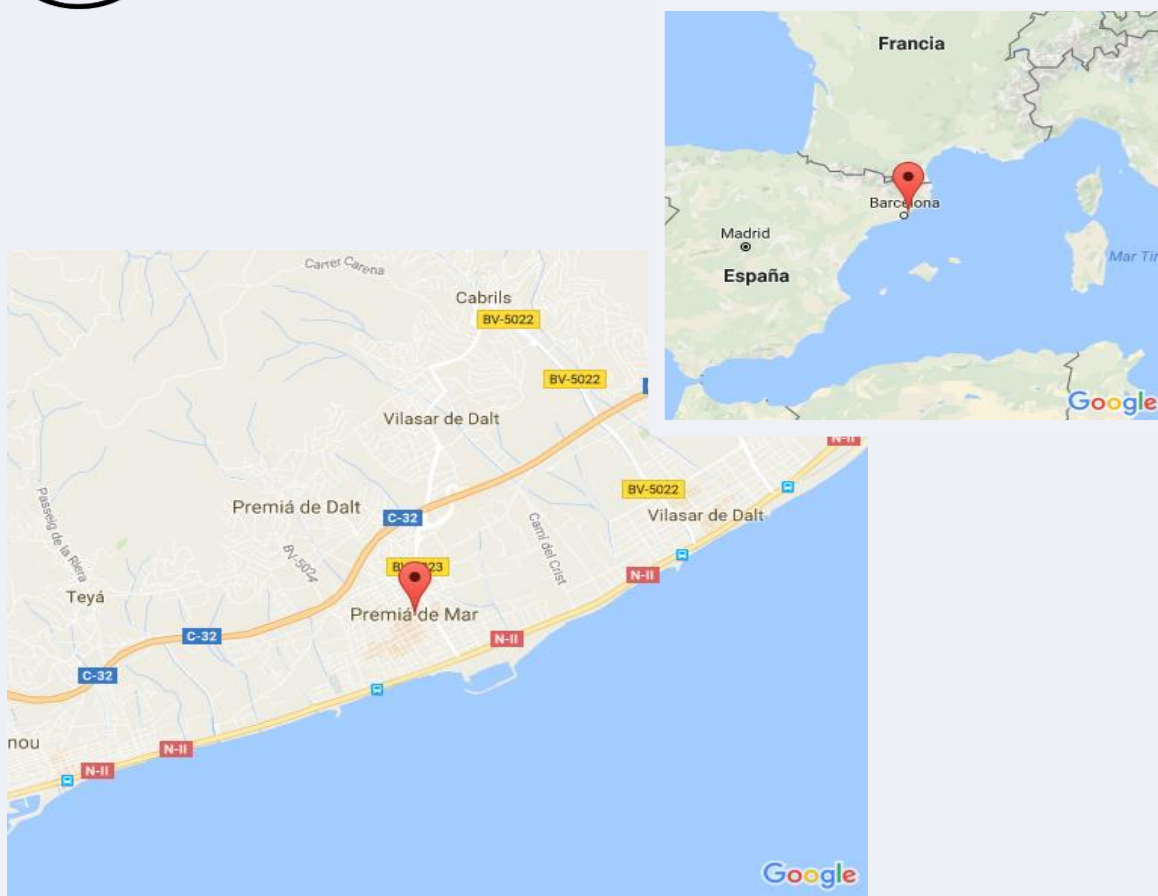 Francia
Barcelona
Madrid
España
Mar Tir
Google
Carret Carena
Cabrils
BV-5022
BV-5022
Vilasar de Dalt
N-II
BV-5022
Premiá de Dalt
Vilasar de Dalt
C-32
Passeig de la Riera
Camí del Crist
BV-5024
BV-5023
N-II
Teyá
Premiá de Mar
C-32
N-II
C-32
nou
N-II
N-II
Google